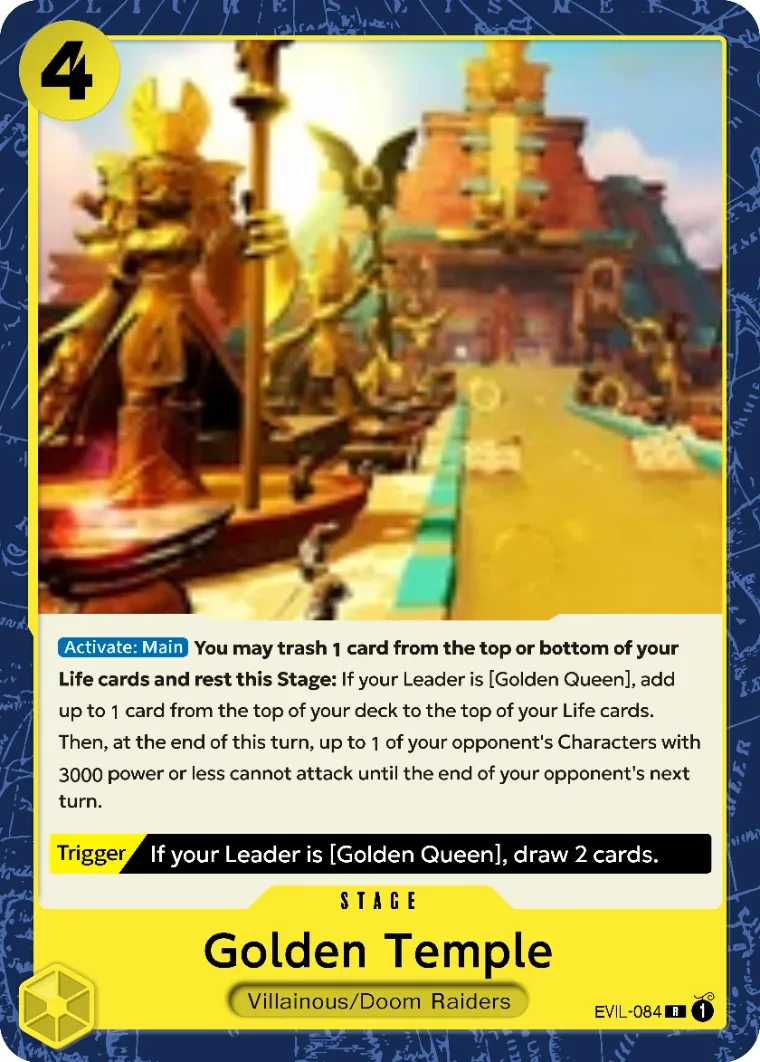 4
Activate: Main You may trash 1 card from the top or bottom of your
Life cards and rest this Stage: If your Leader is [Golden Queen], add
up to 1 card from the top of your deck to the top of your Life cards.
Then, at the end of this turn, up to 1 of your opponent's Characters with
3000 power or less cannot attack until the end of your opponent's next
turn.
Trigger If your Leader is [Golden Queen], draw 2 cards.
STAGE
Golden Temple
Villainous/Doom Raiders
EVIL-084 R 1